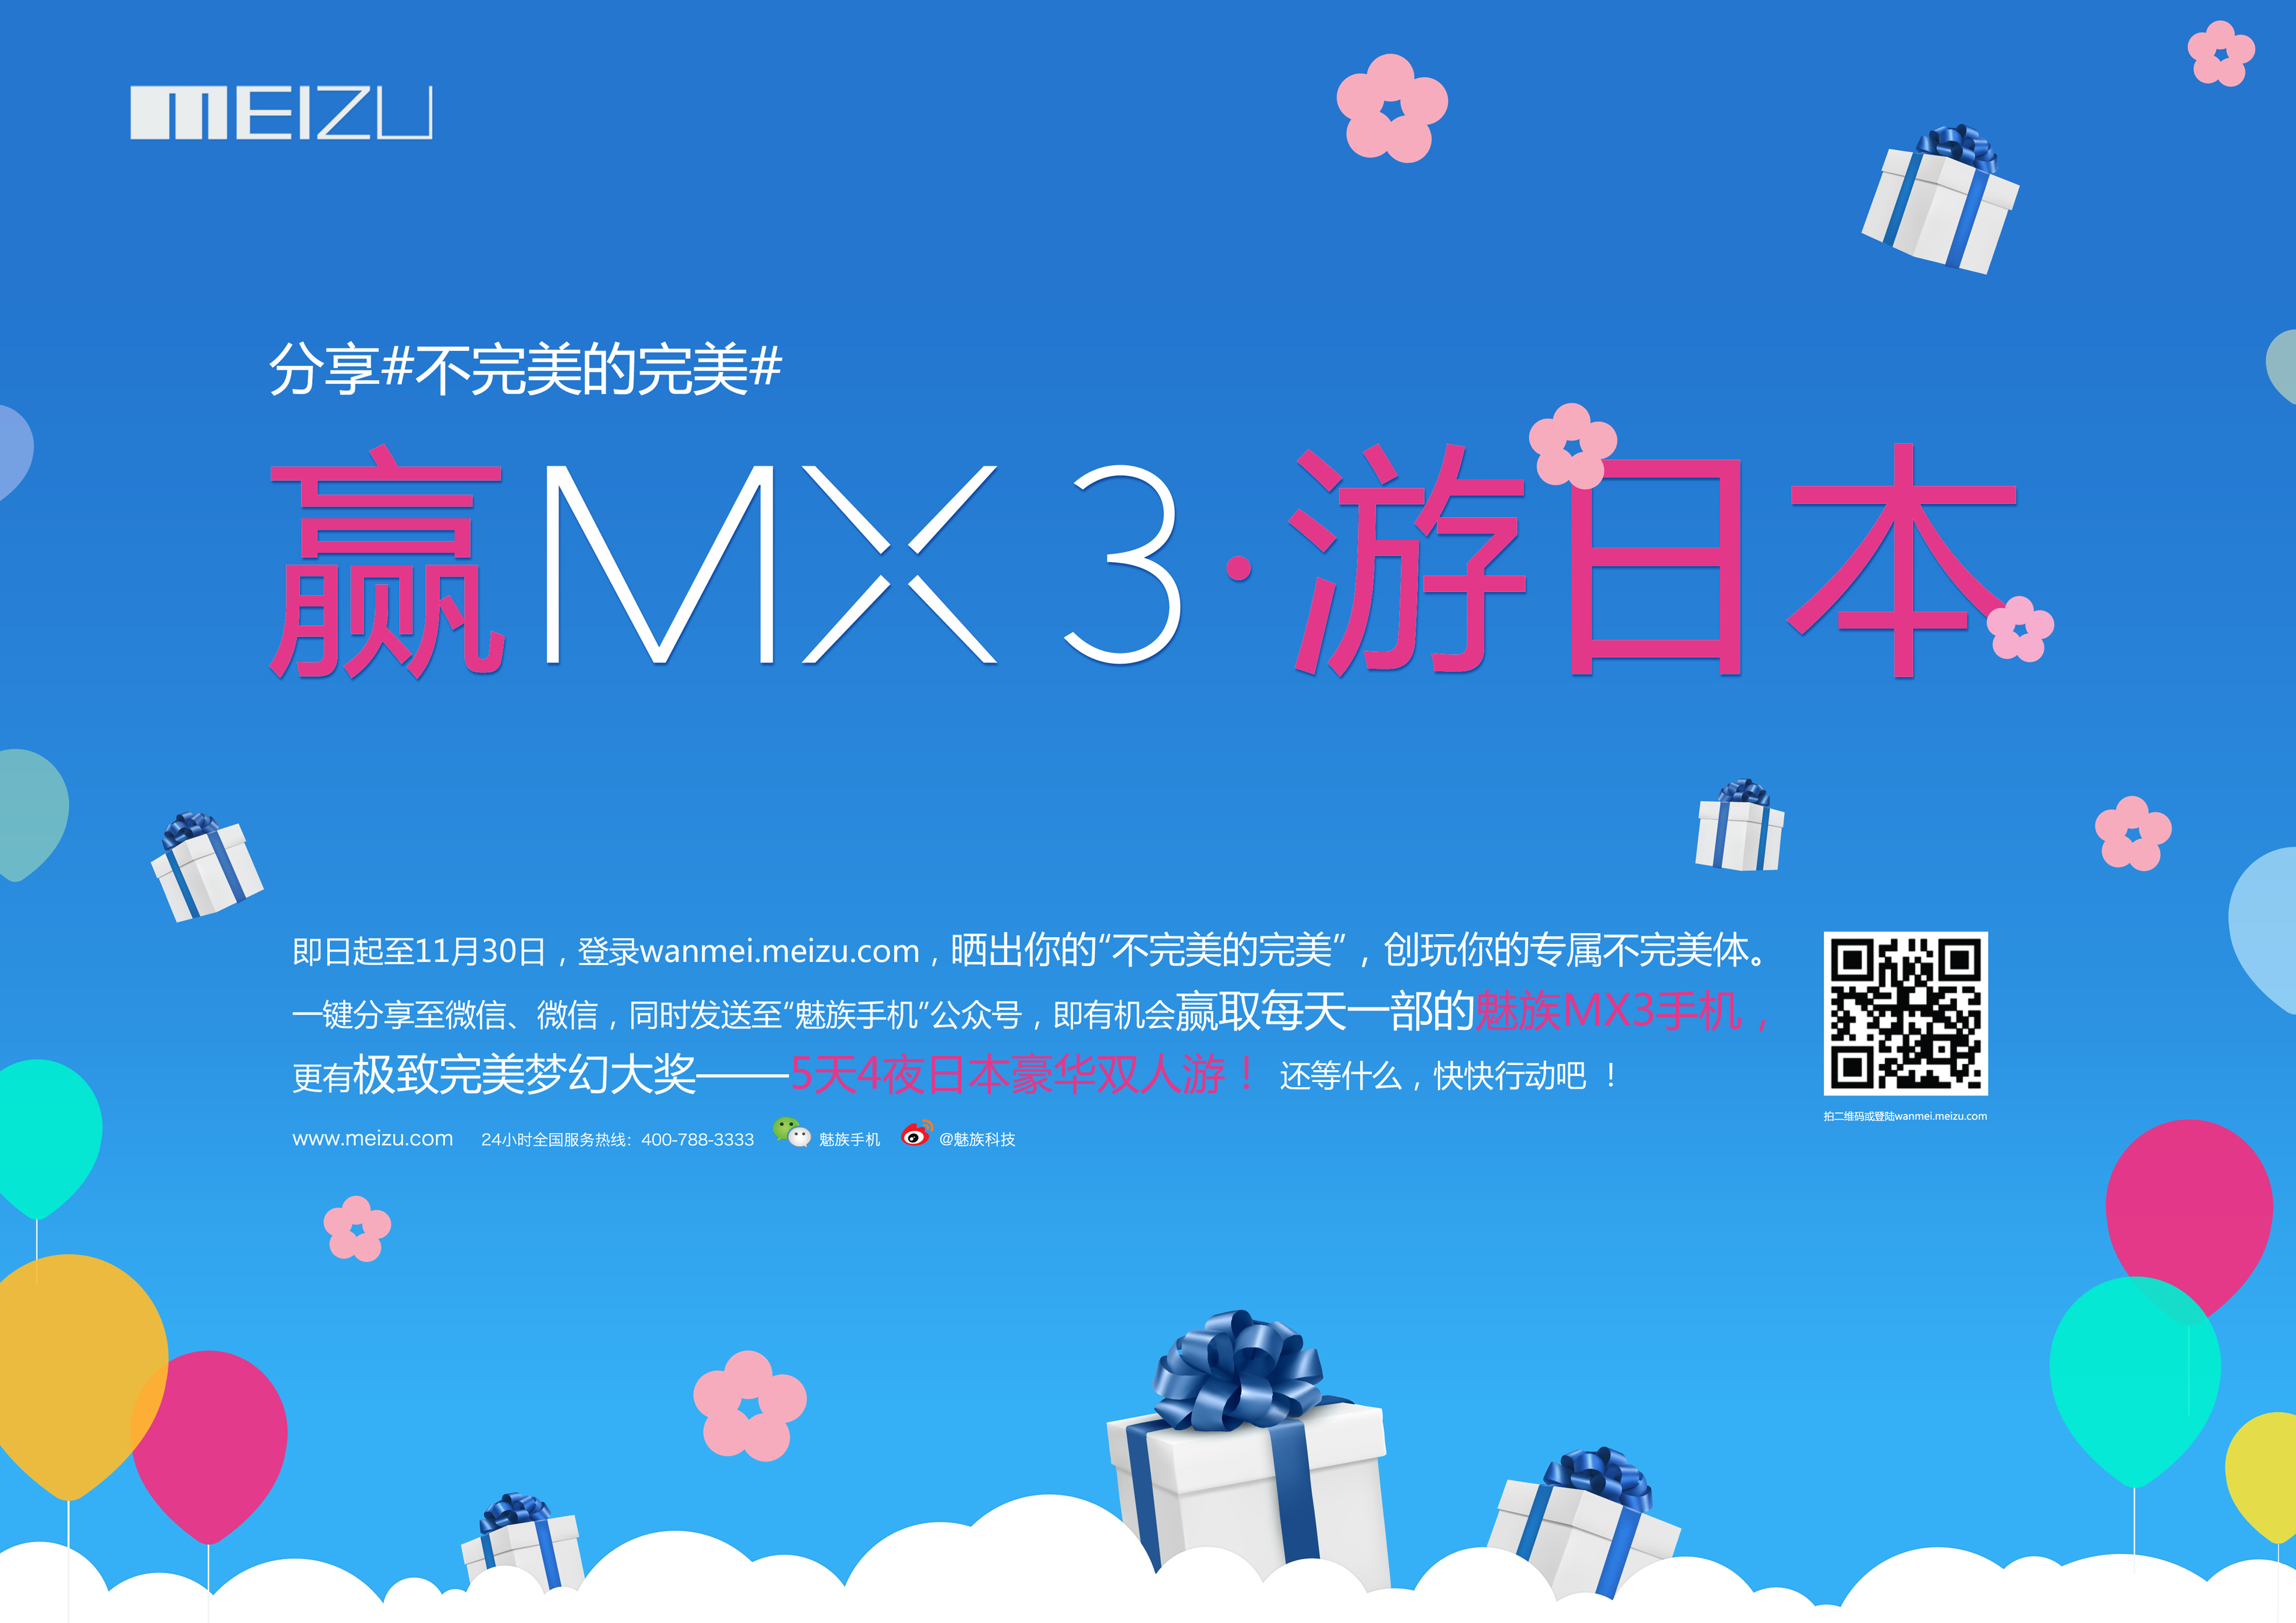 MEIZU
分享#不完美的完美#
赢MX 3·游日本
即日起至11月30日，登录wanmei.meizu.com，晒出你的“不完美的完美”，创玩你的专属不完美体。
一键分享至微信、微信，同时发送至“魅族手机”公众号，即有机会赢取每天一部的魅族MX3手机，
更有极致完美梦幻大奖——5天4夜日本豪华双人游！ 还等什么，快快行动吧 ！
拍二维码或登陆wanmei.meizu.com
www.meizu.com 24小时全国服务热线：400-788-3333 魅族手机 @魅族科技